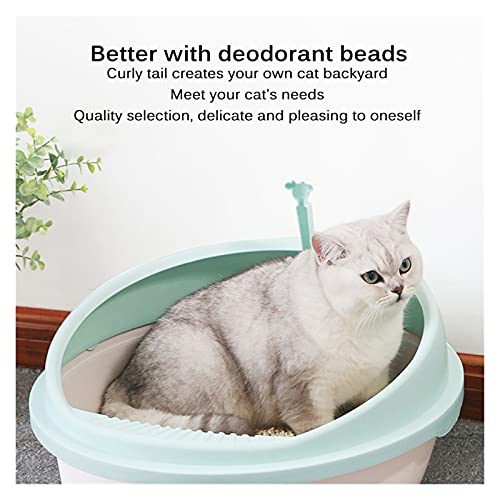 Better with deodorant beads
Curly tail creates your own cat backyard
Meet your cat's needs
Quality selection, delicate and pleasing to oneself